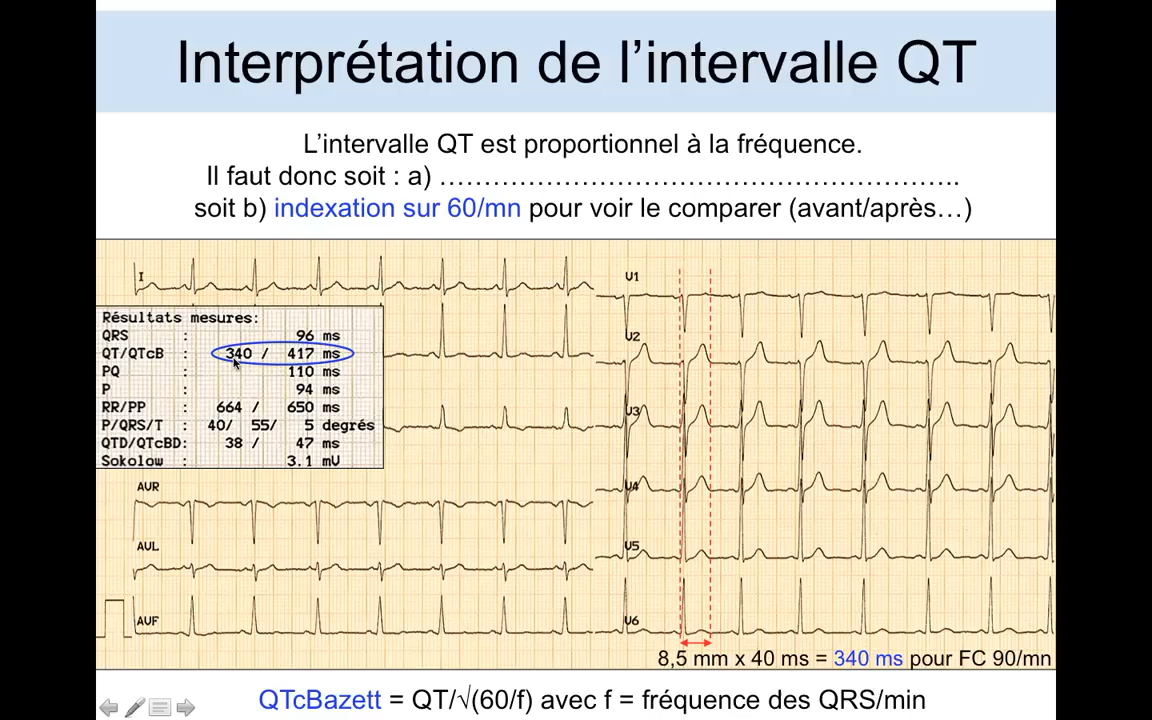 Interprétation de l’intervalle QT
L’intervalle QT est proportionnel à la fréquence.
Il faut donc soit : a) …………………………………………………..
soit b) indexation sur 60/mn pour voir le comparer (avant/après…)
I
Résultats mesures:
QRS : 96 ms
QT/QTcB : 340 / 417 ms
PQ : 110 ms
P : 94 ms
RR/PP : 664 / 650 ms
P/QRS/T : 40/ 55/ 5 degrés
QTD/QTcBD: 38 / 47 ms
Sokolow : 3.1 mV
AVR
AVL
AVF
V1
V2
V3
V4
V5
V6
8,5 mm x 40 ms = 340 ms pour FC 90/mn
QTcBazett = QT/√(60/f) avec f = fréquence des QRS/min